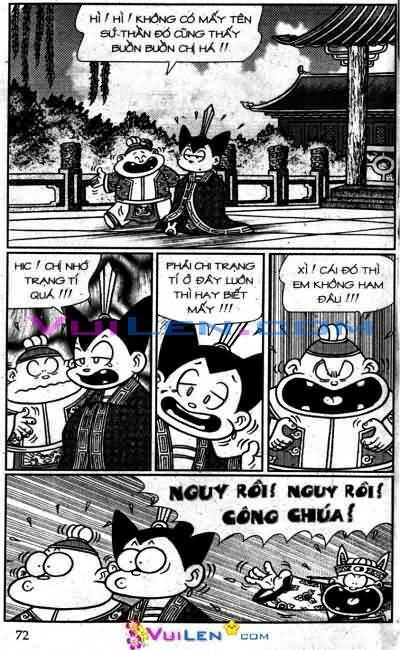 HÌ! HÌ! KHÔNG CÓ MẤY TÊN
SỨ THẦN ĐÓ CŨNG THẤY
BUỒN BUỒN CHỊ HÁ!!
HIC! CHỊ NHỚ
TRẠNG TÍ
QUÁ!!!
PHẢI CHI TRẠNG
TÍ Ở ĐÂY LUÔN
THÌ HAY BIẾT
MẤY!!!
XÌ! CÁI ĐÓ THÌ
EM KHÔNG HAM
ĐÂU!!!
VuiLen.com
NGUY RỒI! NGUY RỒI!
CÔNG CHÚA!
72
VuiLen.com